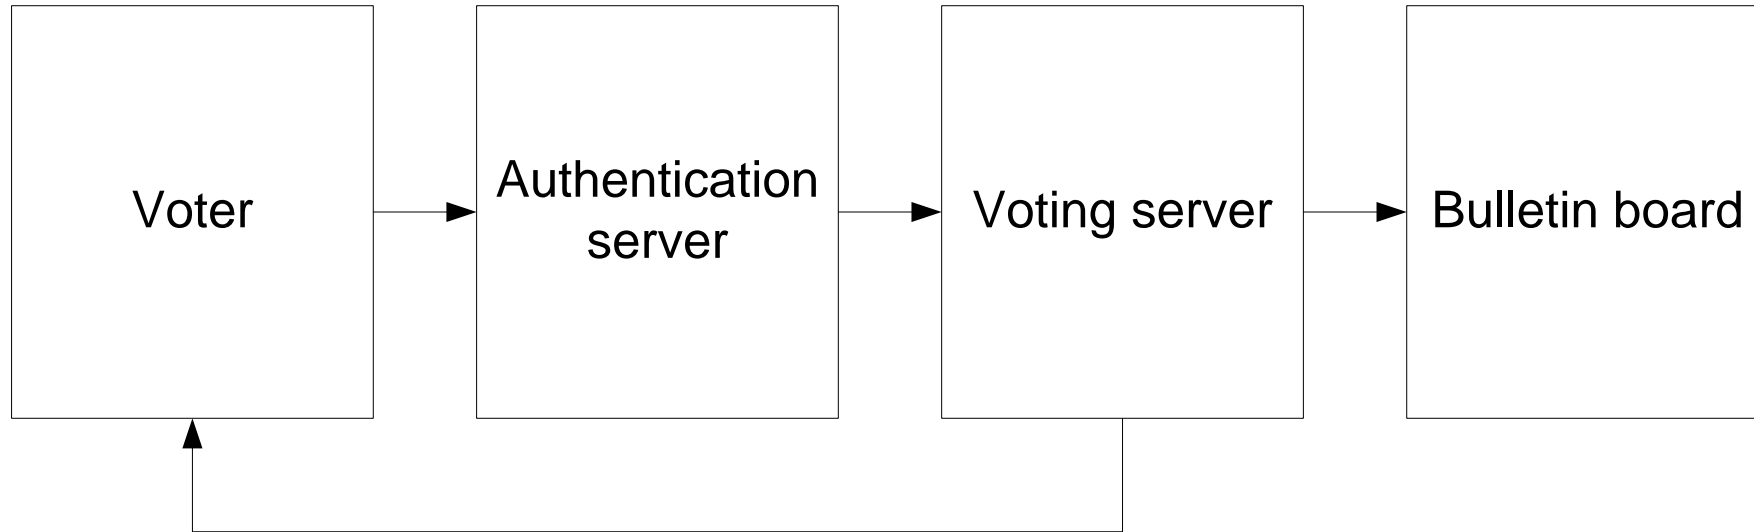 Voter
Authentication
server
Voting server
Bulletin board